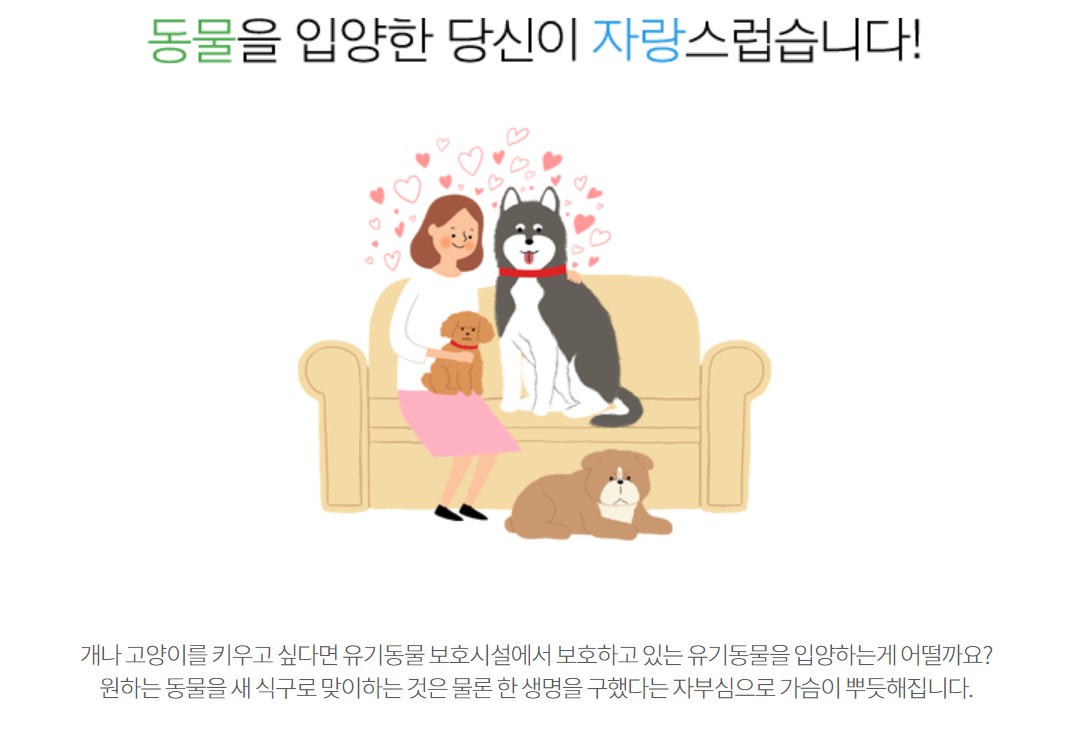 동물을 입양한 당신이 자랑스럽습니다!
개나 고양이를 키우고 싶다면 유기동물 보호시설에서 보호하고 있는 유기동물을 입양하는게 어떨까요?
원하는 동물을 새 식구로 맞이하는 것은 물론 한 생명을 구했다는 자부심으로 가슴이 뿌듯해집니다.